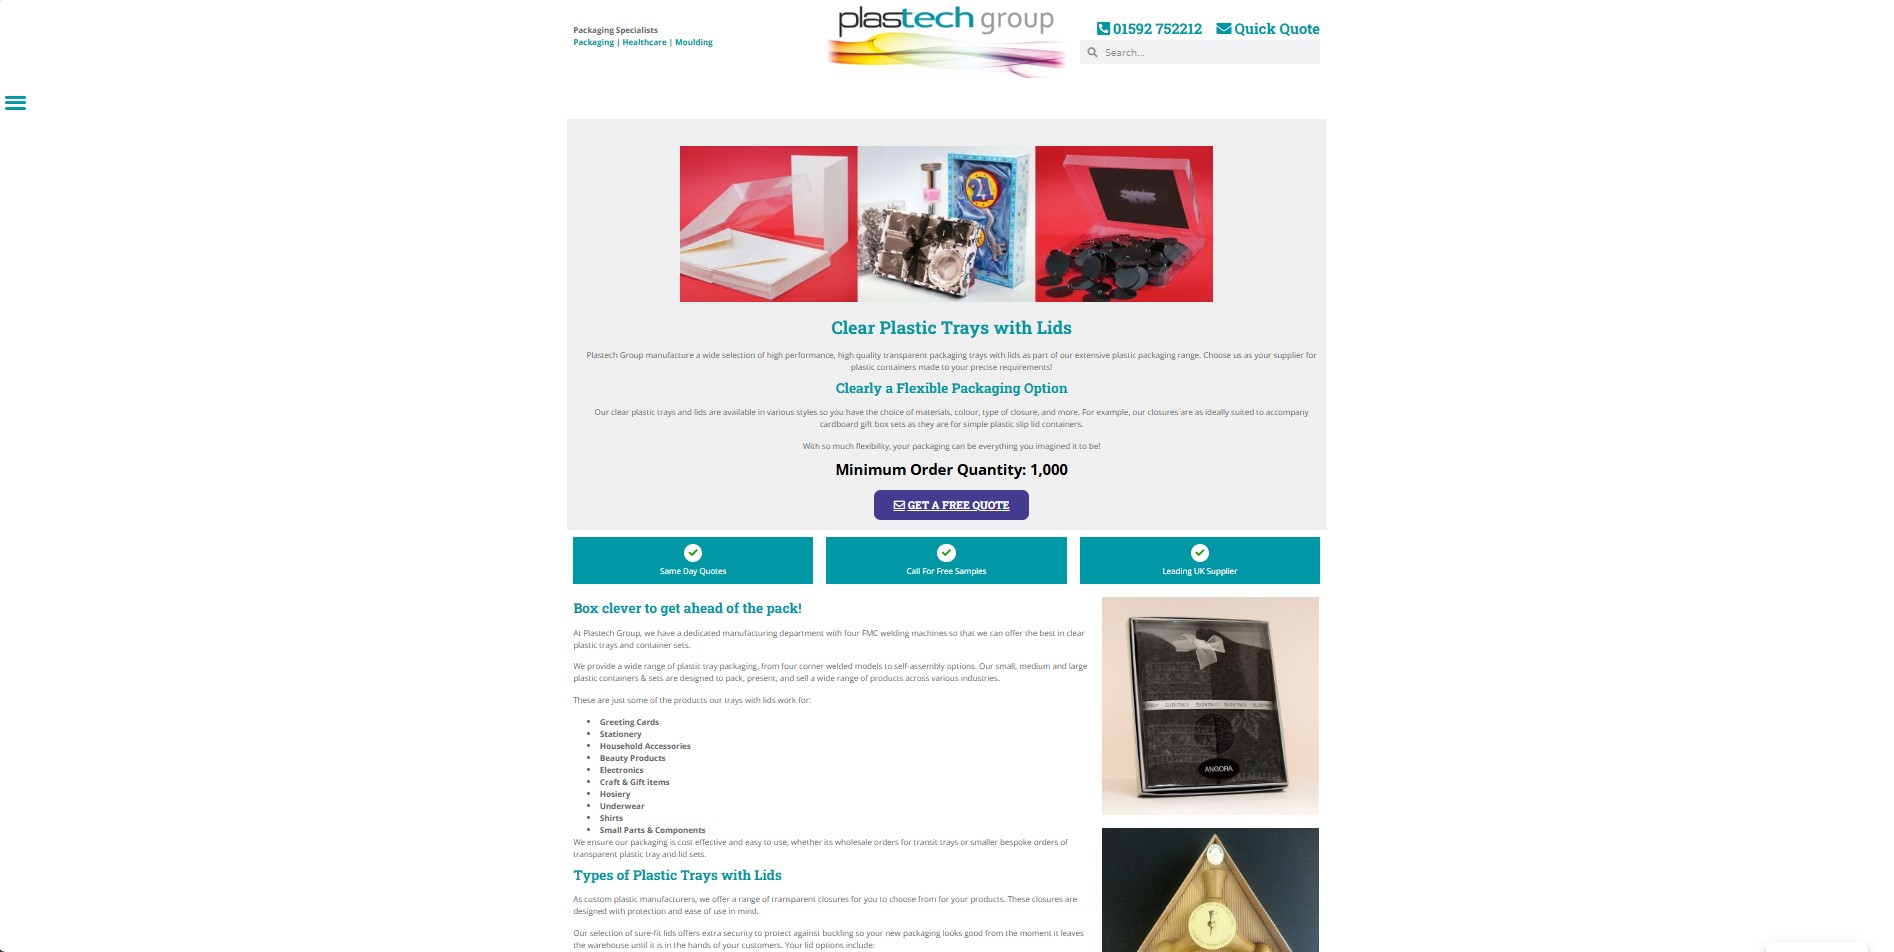 Packaging Specialists
Packaging | Healthcare | Moulding
plastech group
01592 752212
Quick Quote
Search...
21
Clear Plastic Trays with Lids
Plastech Group manufacture a wide selection of high performance, high quality transparent packaging trays with lids as part of our extensive plastic packaging range. Choose us as your supplier for
plastic containers made to your precise requirements!
Clearly a Flexible Packaging Option
Our clear plastic trays and lids are available in various styles so you have the choice of materials, colour, type of closure, and more. For example, our closures are as ideally suited to accompany
cardboard gift box sets as they are for simple plastic slip lid containers.
With so much flexibility, your packaging can be everything you imagined it to be!
Minimum Order Quantity: 1,000
GET A FREE QUOTE
Same Day Quotes
Call For Free Samples
Leading UK Supplier
Box clever to get ahead of the pack!
At Plastech Group, we have a dedicated manufacturing department with four FMC welding machines so that we can offer the best in clear
plastic trays and container sets.
We provide a wide range of plastic tray packaging, from four corner welded models to self-assembly options. Our small, medium and large
plastic containers & sets are designed to pack, present, and sell a wide range of products across various industries.
These are just some of the products our trays with lids work for:
Greeting Cards
Stationery
Household Accessories
Beauty Products
Electronics
Craft & Gift items
Hosiery
Underwear
Shirts
Small Parts & Components
We ensure our packaging is cost effective and easy to use, whether its wholesale orders for transit trays or smaller bespoke orders of
transparent plastic tray and lid sets.
Types of Plastic Trays with Lids
As custom plastic manufacturers, we offer a range of transparent closures for you to choose from for your products. These closures are
designed with protection and ease of use in mind.
Our selection of sure-fit lids offers extra security to protect against buckling so your new packaging looks good from the moment it leaves
the warehouse until it is in the hands of your customers. Your lid options include:
ANGORA